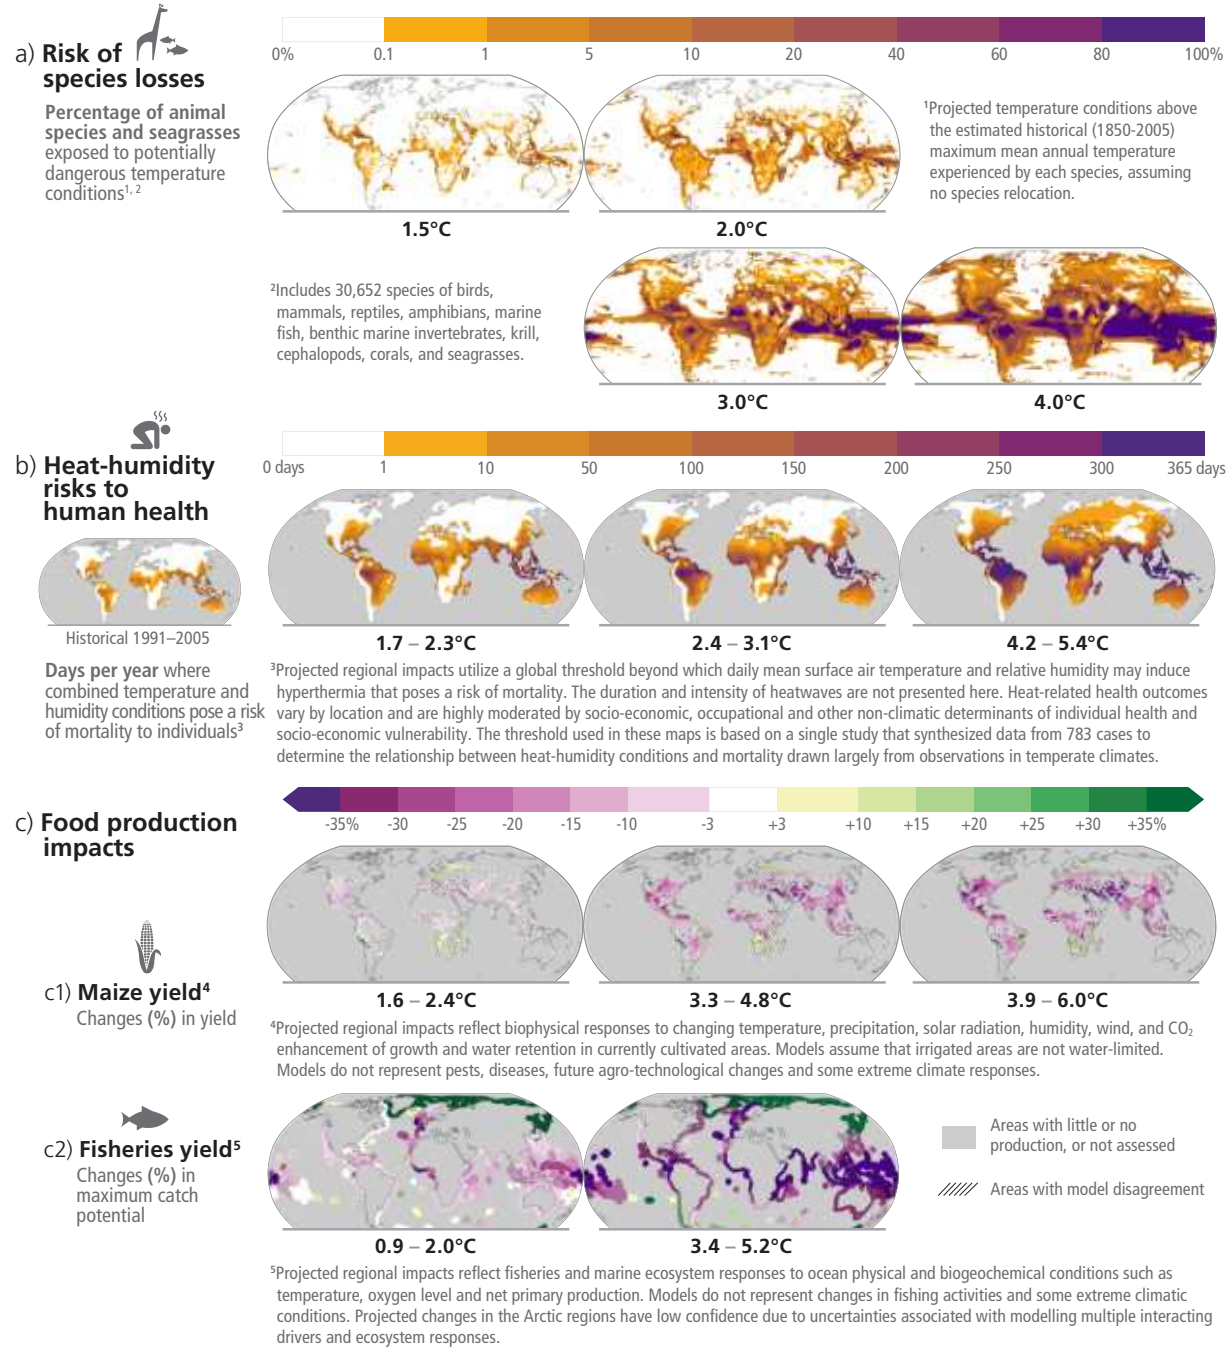 a) Risk of
species losses
Percentage of animal
species and seagrasses
exposed to potentially
dangerous temperature
conditions¹, ²
0% 0.1 1 5 10 20 40 60 80 100%
1.5°C 2.0°C
¹Projected temperature conditions above
the estimated historical (1850-2005)
maximum mean annual temperature
experienced by each species, assuming
no species relocation.
²Includes 30,652 species of birds,
mammals, reptiles, amphibians, marine
fish, benthic marine invertebrates, krill,
cephalopods, corals, and seagrasses.
3.0°C 4.0°C
b) Heat-humidity
risks to
human health
0 days 1 10 50 100 150 200 250 300 365 days
Historical 1991–2005
1.7 – 2.3°C 2.4 – 3.1°C 4.2 – 5.4°C
Days per year where
combined temperature and
humidity conditions pose a risk
of mortality to individuals³
³Projected regional impacts utilize a global threshold beyond which daily mean surface air temperature and relative humidity may induce
hyperthermia that poses a risk of mortality. The duration and intensity of heatwaves are not presented here. Heat-related health outcomes
vary by location and are highly moderated by socio-economic, occupational and other non-climatic determinants of individual health and
socio-economic vulnerability. The threshold used in these maps is based on a single study that synthesized data from 783 cases to
determine the relationship between heat-humidity conditions and mortality drawn largely from observations in temperate climates.
c) Food production
impacts
-35% -30 -25 -20 -15 -10 -3 +3 +10 +15 +20 +25 +30 +35%
c1) Maize yield⁴
Changes (%) in yield
1.6 – 2.4°C 3.3 – 4.8°C 3.9 – 6.0°C
⁴Projected regional impacts reflect biophysical responses to changing temperature, precipitation, solar radiation, humidity, wind, and CO₂
enhancement of growth and water retention in currently cultivated areas. Models assume that irrigated areas are not water-limited.
Models do not represent pests, diseases, future agro-technological changes and some extreme climate responses.
c2) Fisheries yield⁵
Changes (%) in
maximum catch
potential
0.9 – 2.0°C 3.4 – 5.2°C
Areas with little or no
production, or not assessed
Areas with model disagreement
⁵Projected regional impacts reflect fisheries and marine ecosystem responses to ocean physical and biogeochemical conditions such as
temperature, oxygen level and net primary production. Models do not represent changes in fishing activities and some extreme climatic
conditions. Projected changes in the Arctic regions have low confidence due to uncertainties associated with modelling multiple interacting
drivers and ecosystem responses.